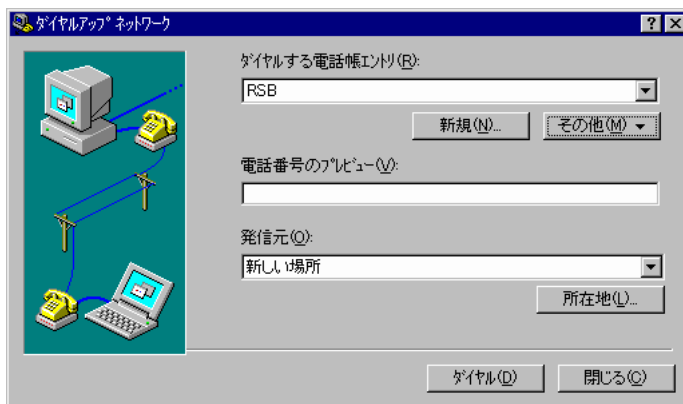 ﾀﾞｲﾔﾙｱｯﾌﾟ ﾈｯﾄﾜｰｸ
ﾀﾞｲﾔﾙする電話帳ｴﾝﾄﾘ(R):
RSB
新規(N)... その他(M)
電話番号のﾌﾟﾚﾋﾞｭｰ(V):
発信元(O):
新しい場所
所在地(L)...
ﾀﾞｲﾔﾙ(D) 閉じる(C)